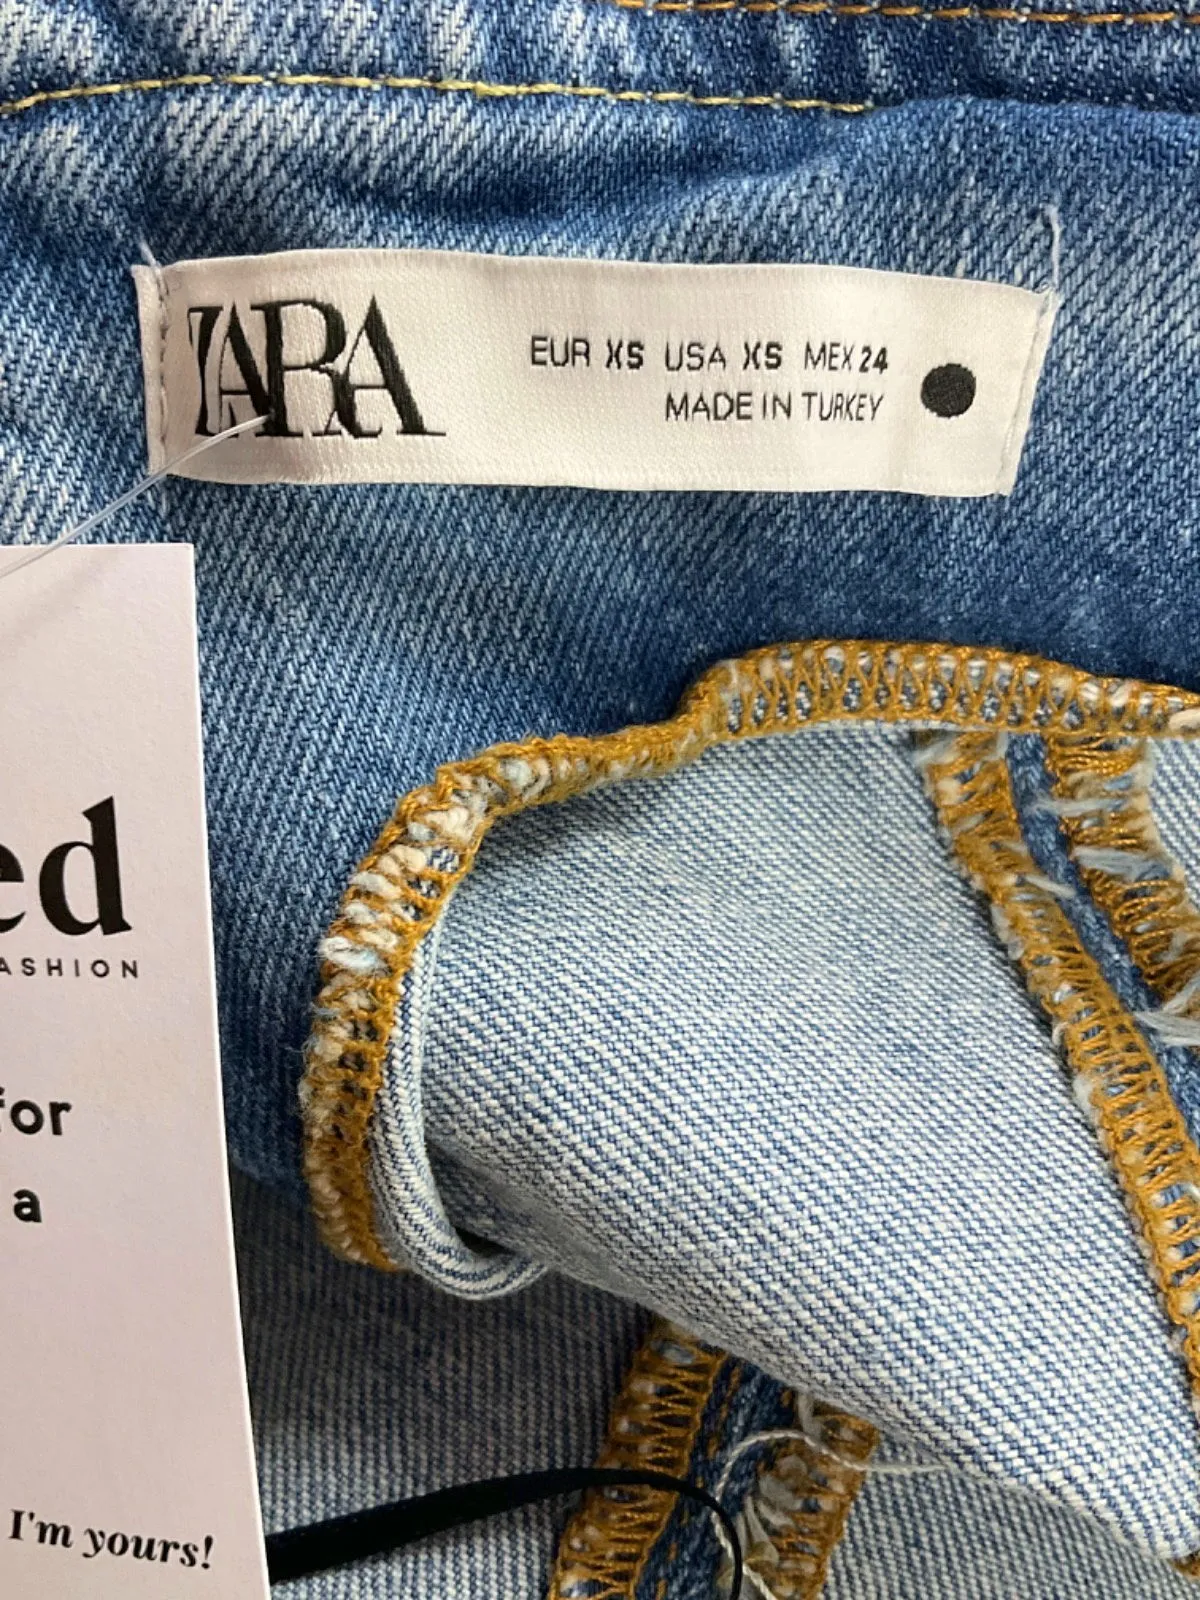 ZARA
EUR XS USA XS MEX 24
MADE IN TURKEY
ed
ASHION
for
a
I'm yours!